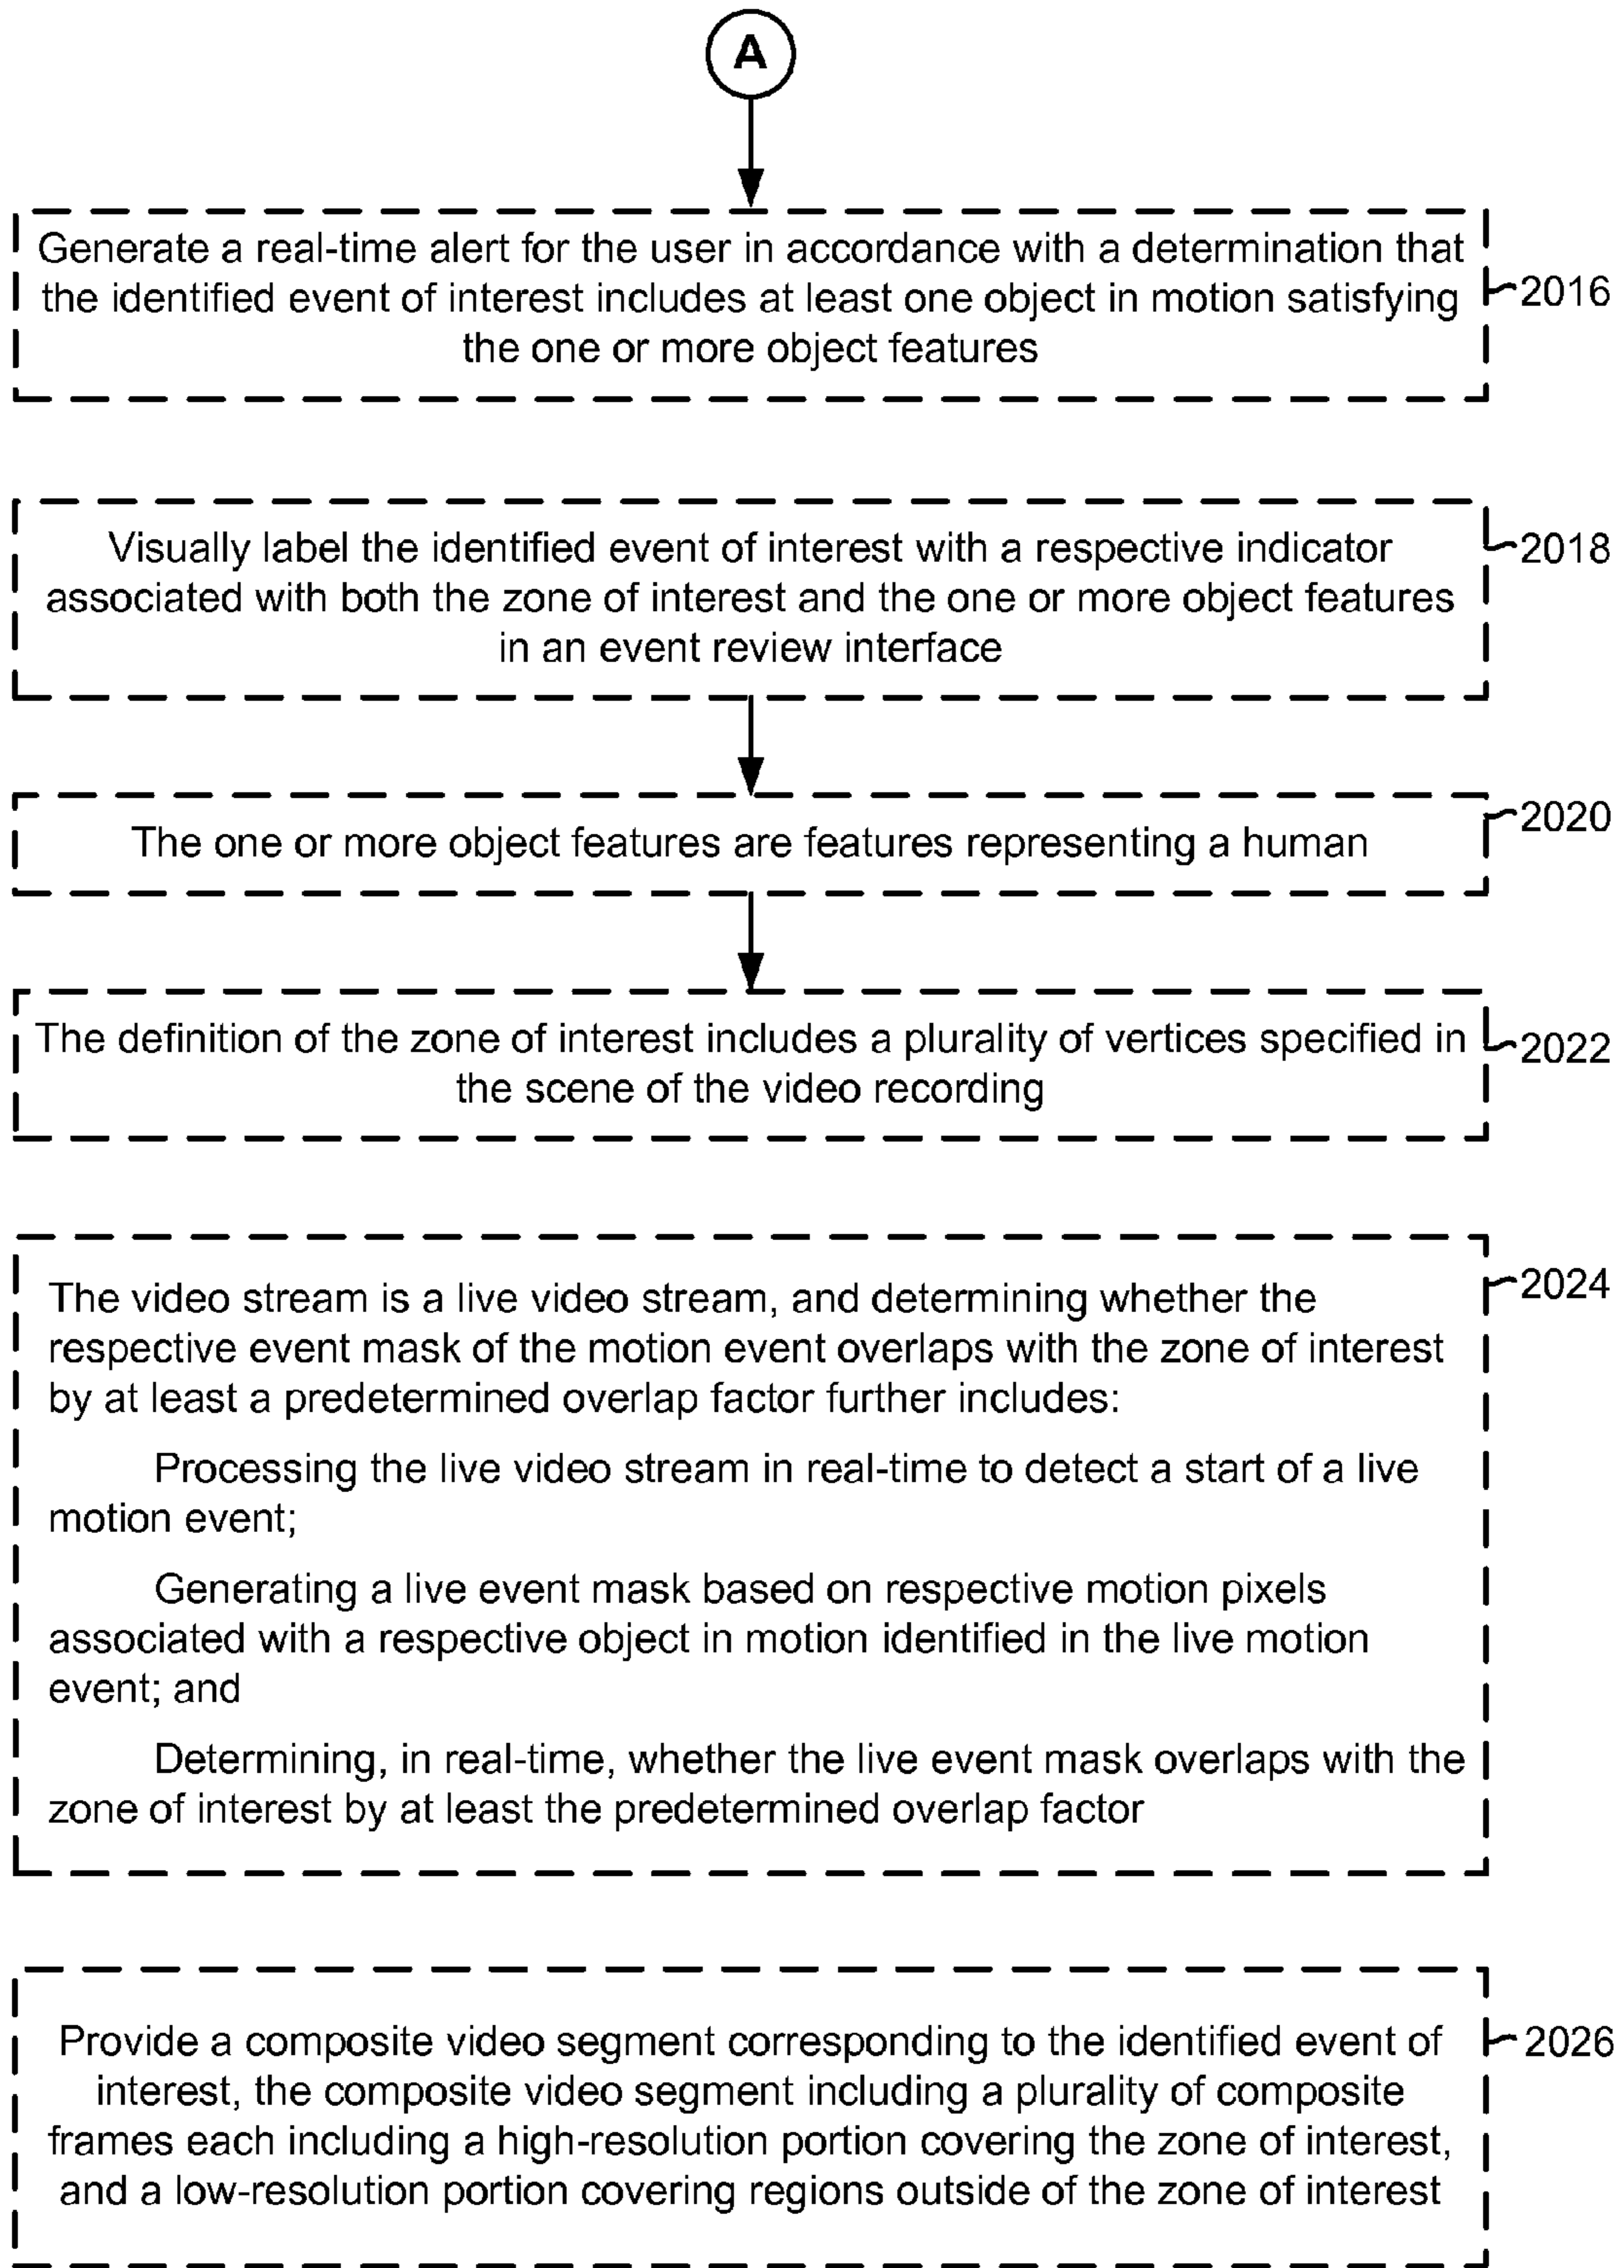 A
Generate a real-time alert for the user in accordance with a determination that
the identified event of interest includes at least one object in motion satisfying
the one or more object features
2016
Visually label the identified event of interest with a respective indicator
associated with both the zone of interest and the one or more object features
in an event review interface
2018
The one or more object features are features representing a human
2020
The definition of the zone of interest includes a plurality of vertices specified in
the scene of the video recording
2022
The video stream is a live video stream, and determining whether the
respective event mask of the motion event overlaps with the zone of interest
by at least a predetermined overlap factor further includes:
Processing the live video stream in real-time to detect a start of a live
motion event;
Generating a live event mask based on respective motion pixels
associated with a respective object in motion identified in the live motion
event; and
Determining, in real-time, whether the live event mask overlaps with the
zone of interest by at least the predetermined overlap factor
2024
Provide a composite video segment corresponding to the identified event of
interest, the composite video segment including a plurality of composite
frames each including a high-resolution portion covering the zone of interest,
and a low-resolution portion covering regions outside of the zone of interest
2026